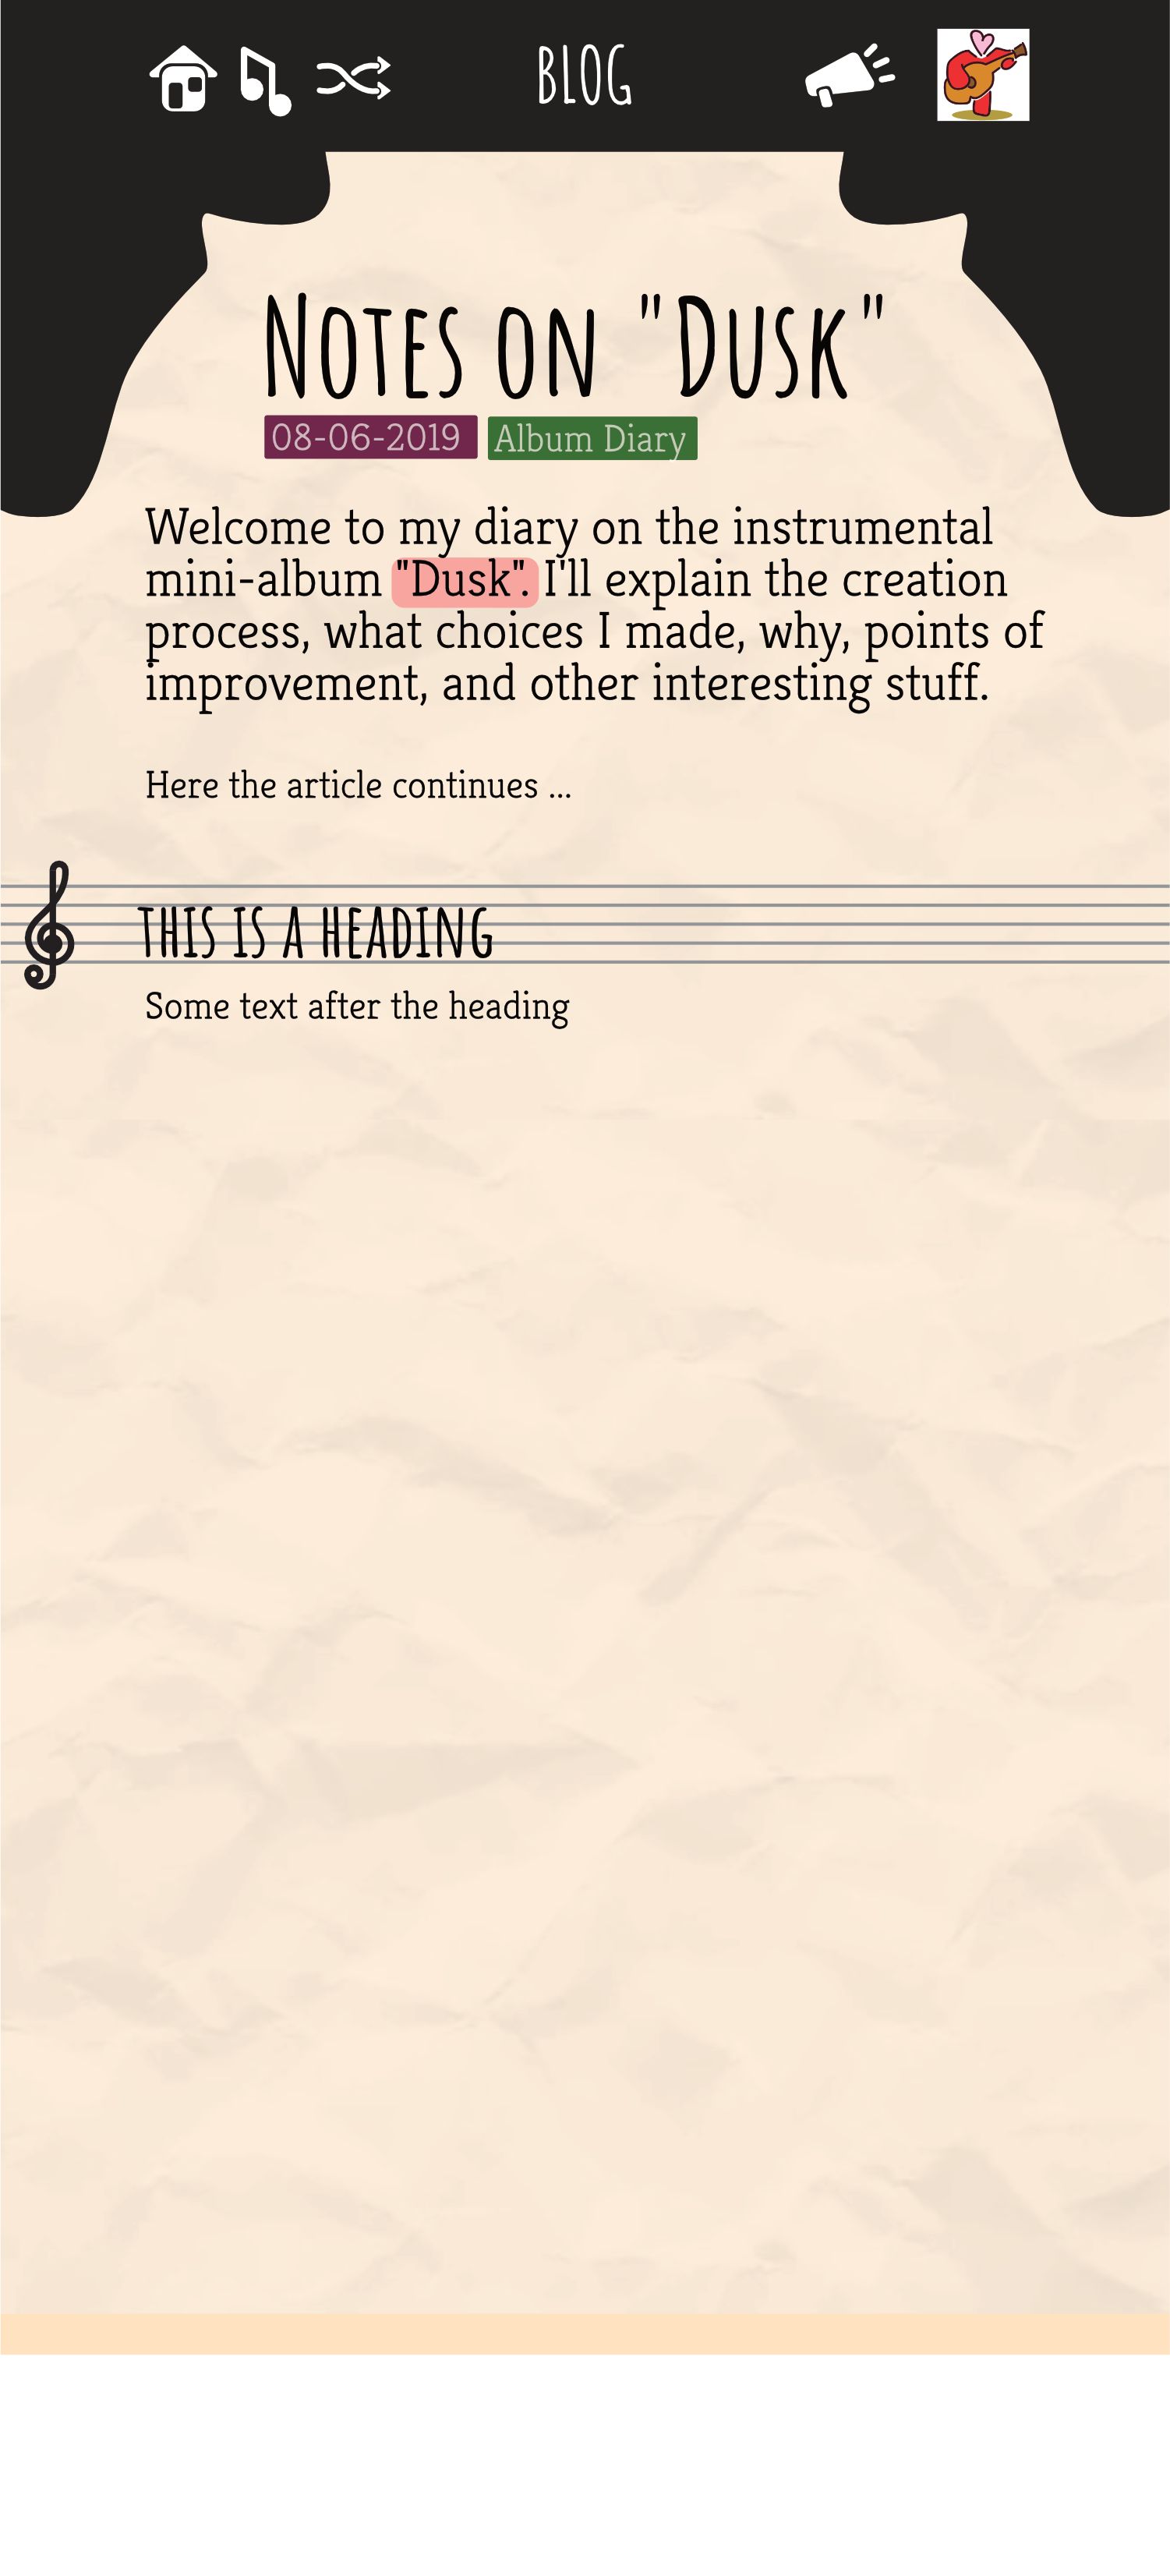 BLOG
Notes on "Dusk"
08-06-2019 Album Diary
Welcome to my diary on the instrumental
mini-album "Dusk". I'll explain the creation
process, what choices I made, why, points of
improvement, and other interesting stuff.
Here the article continues ...
THIS IS A HEADING
Some text after the heading